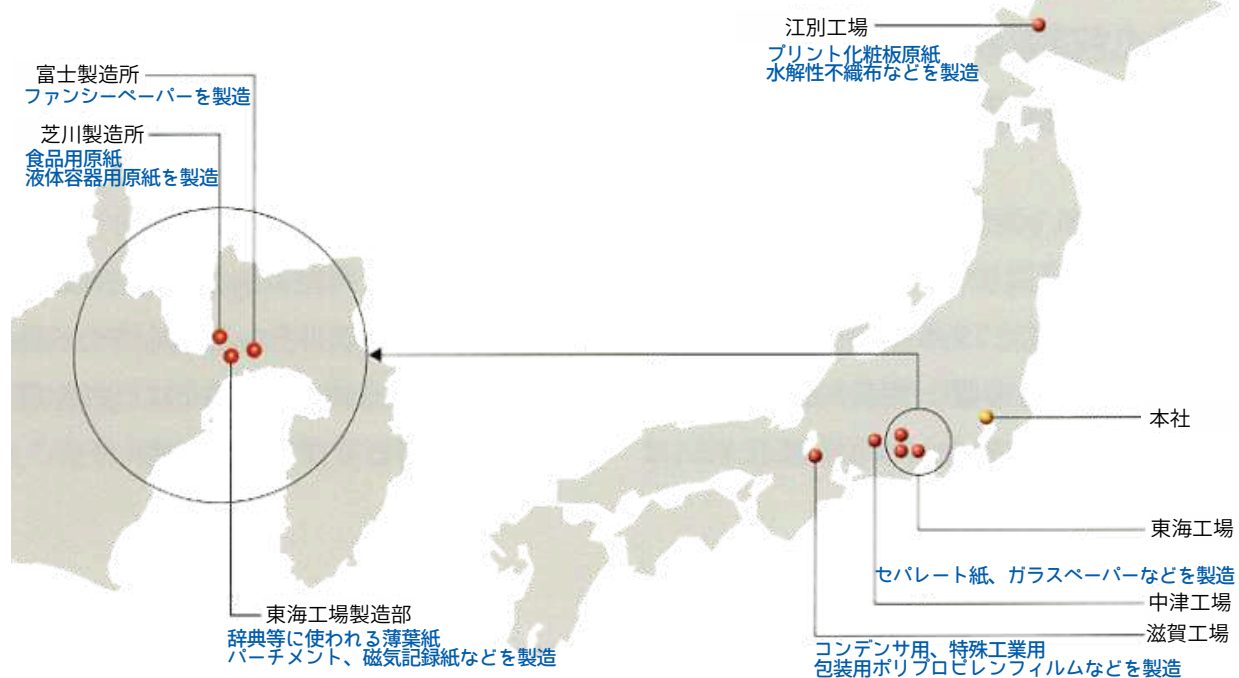 江別工場
プリント化粧板原紙
水解性不織布などを製造
富士製造所
ファンシーペーパーを製造
芝川製造所
食品用原紙
液体容器用原紙を製造
本社
東海工場
セパレート紙、ガラスペーパーなどを製造
中津工場
滋賀工場
コンデンサ用、特殊工業用
包装用ポリプロピレンフィルムなどを製造
東海工場製造部
辞典等に使われる薄葉紙
パーチメント、磁気記録紙などを製造